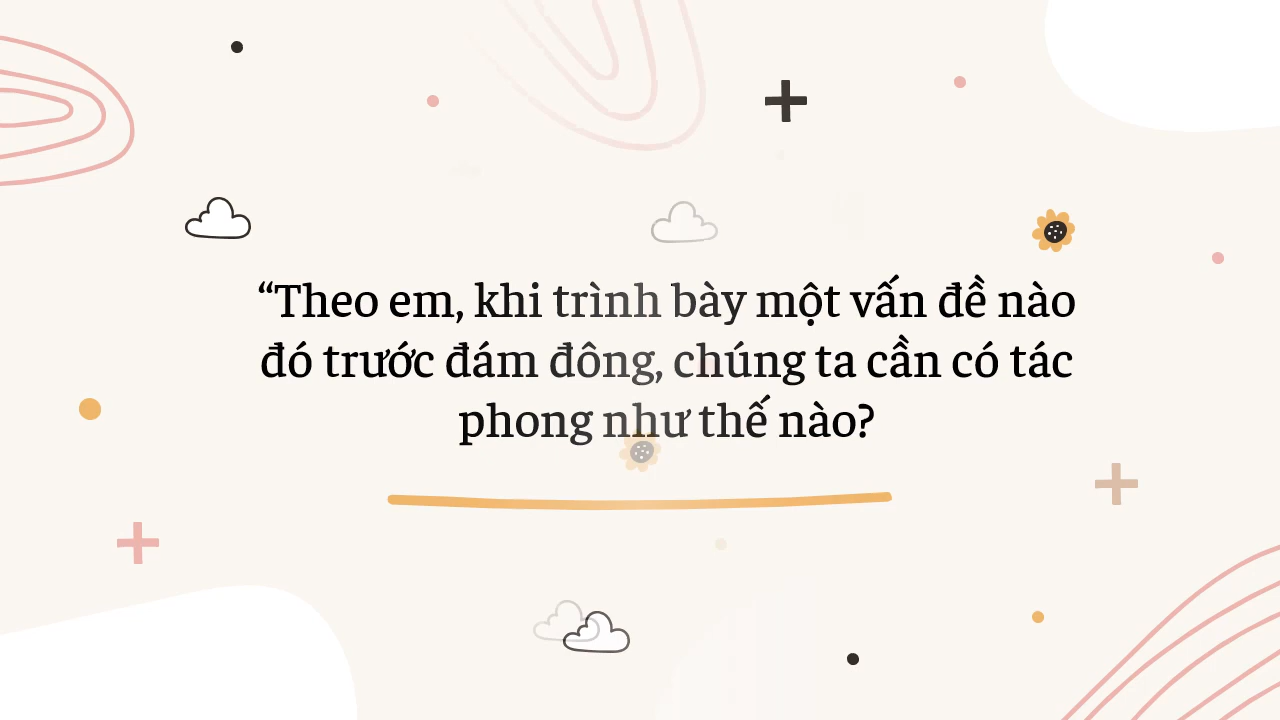 “Theo em, khi trình bày một vấn đề nào
đó trước đám đông, chúng ta cần có tác
phong như thế nào?